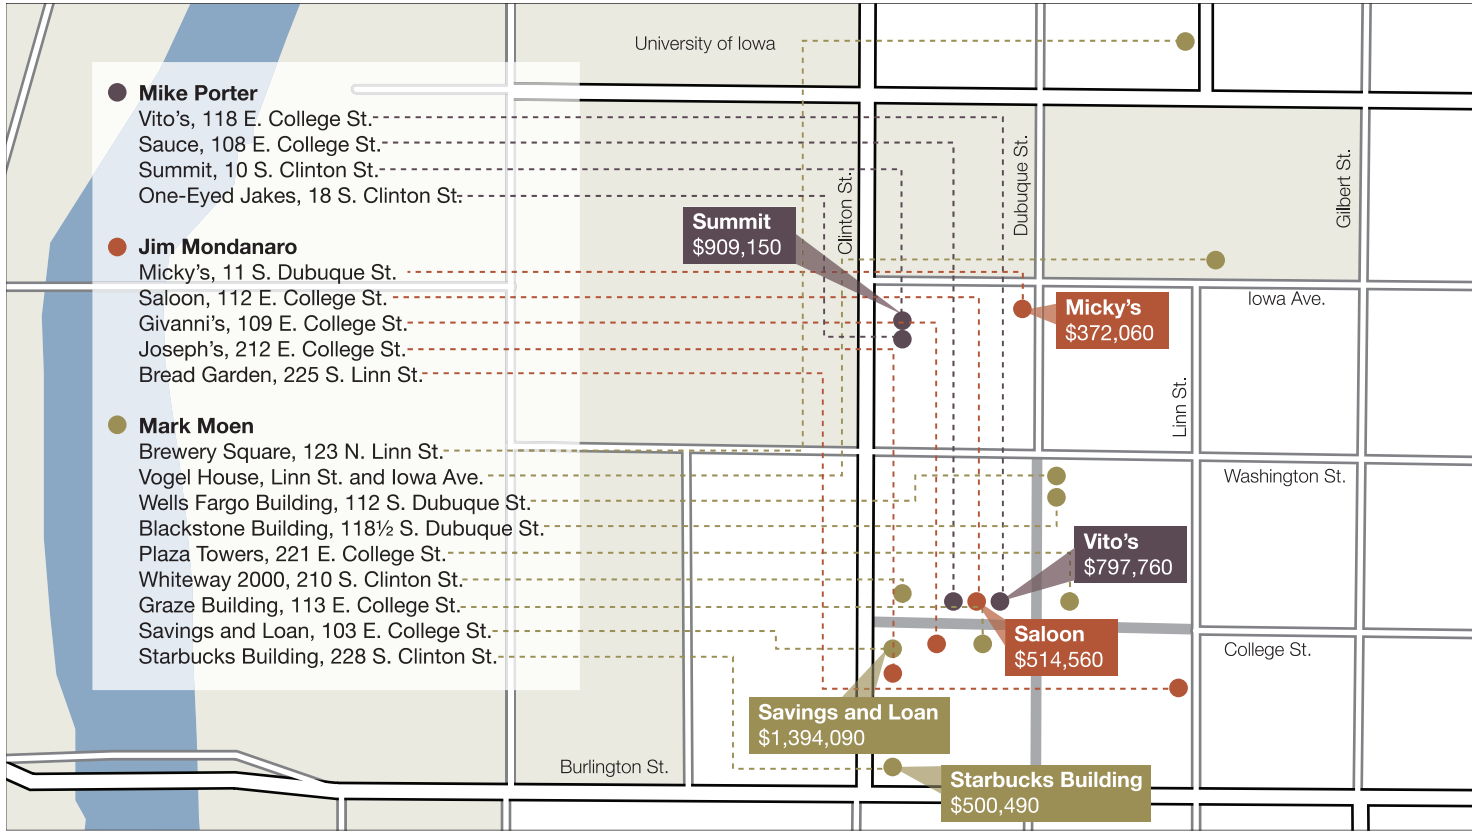 University of Iowa
Mike Porter
Vito's, 118 E. College St.
Sauce, 108 E. College St.
Summit, 10 S. Clinton St.
One-Eyed Jakes, 18 S. Clinton St.
Jim Mondanaro
Micky's, 11 S. Dubuque St.
Saloon, 112 E. College St.
Givanni's, 109 E. College St.
Joseph's, 212 E. College St.
Bread Garden, 225 S. Linn St.
Mark Moen
Brewery Square, 123 N. Linn St.
Vogel House, Linn St. and Iowa Ave.
Wells Fargo Building, 112 S. Dubuque St.
Blackstone Building, 118½ S. Dubuque St.
Plaza Towers, 221 E. College St.
Whiteway 2000, 210 S. Clinton St.
Graze Building, 113 E. College St.
Savings and Loan, 103 E. College St.
Starbucks Building, 228 S. Clinton St.
Clinton St.
Dubuque St.
Gilbert St.
Summit
$909,150
Iowa Ave.
Micky's
$372,060
Linn St.
Washington St.
Vito's
$797,760
Saloon
$514,560
College St.
Savings and Loan
$1,394,090
Burlington St.
Starbucks Building
$500,490